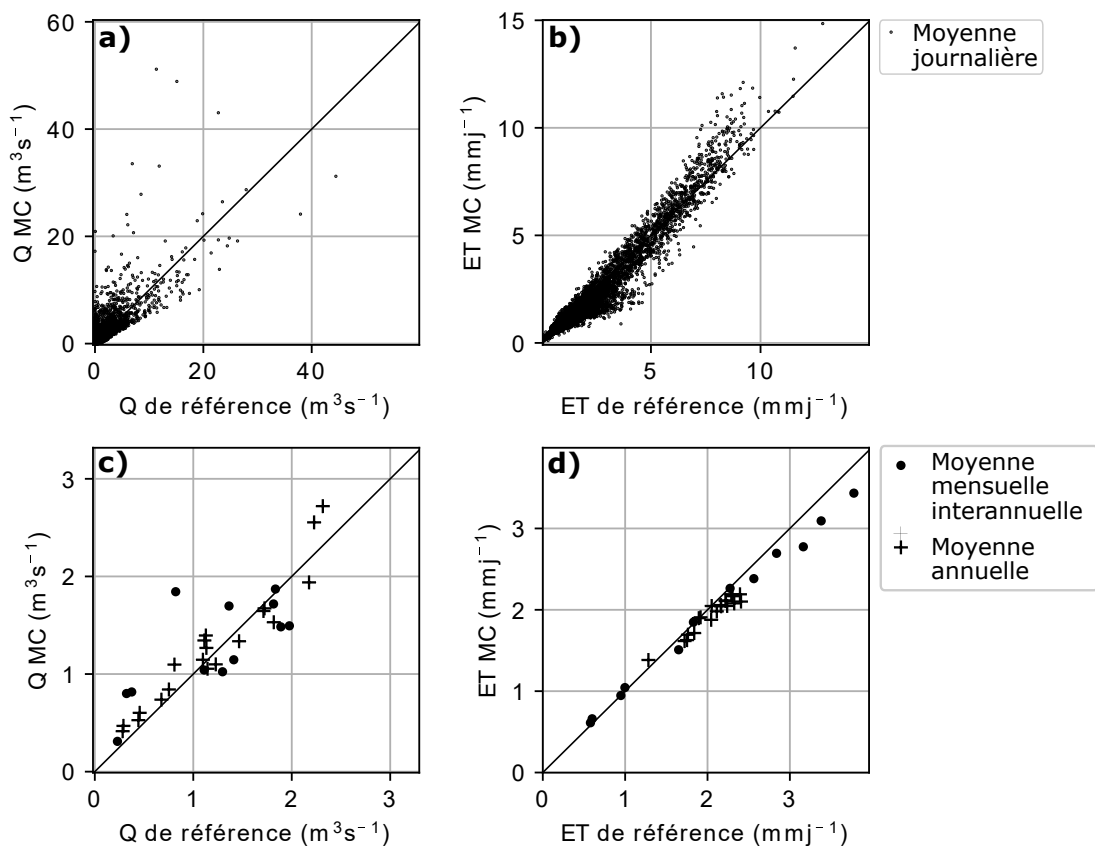 a)
60
40
20
0
0
20
40
Q MC (m³s⁻¹)
Q de référence (m³s⁻¹)
b)
15
10
5
0
5
10
ET MC (mmj⁻¹)
ET de référence (mmj⁻¹)
Moyenne
journalière
c)
3
2
1
0
0
1
2
3
Q MC (m³s⁻¹)
Q de référence (m³s⁻¹)
d)
3
2
1
0
0
1
2
3
ET MC (mmj⁻¹)
ET de référence (mmj⁻¹)
Moyenne
mensuelle
interannuelle
Moyenne
annuelle